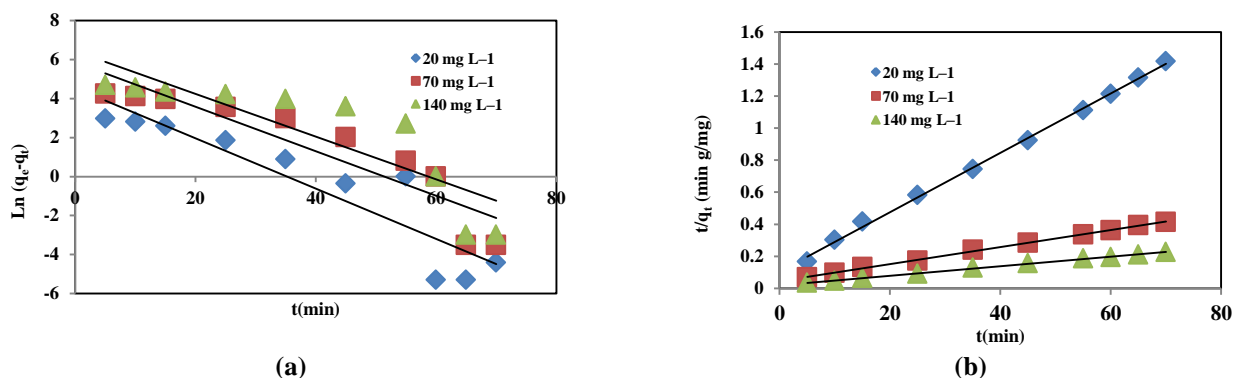 8
6
4
2
0
-2
-4
-6
0
20
40
60
80
Ln (qe-qt)
t(min)
20 mg L–1
70 mg L–1
140 mg L–1
(a)
1.6
1.4
1.2
1
0.8
0.6
0.4
0.2
0
0
20
40
60
80
t/qt (min g/mg)
t(min)
20 mg L–1
70 mg L–1
140 mg L–1
(b)